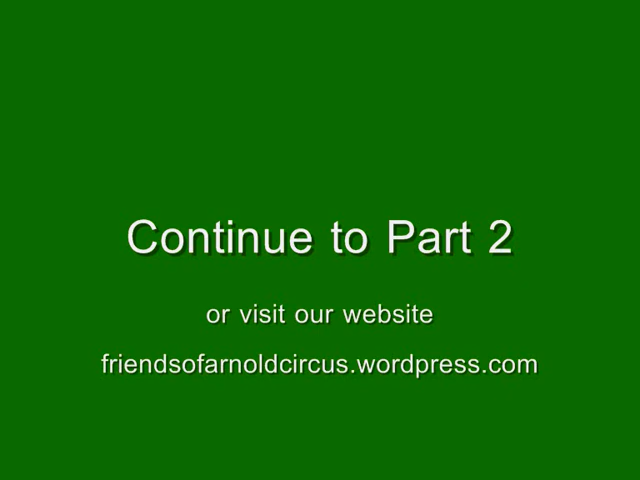 Continue to Part 2
or visit our website
friendsofarnoldcircus.wordpress.com